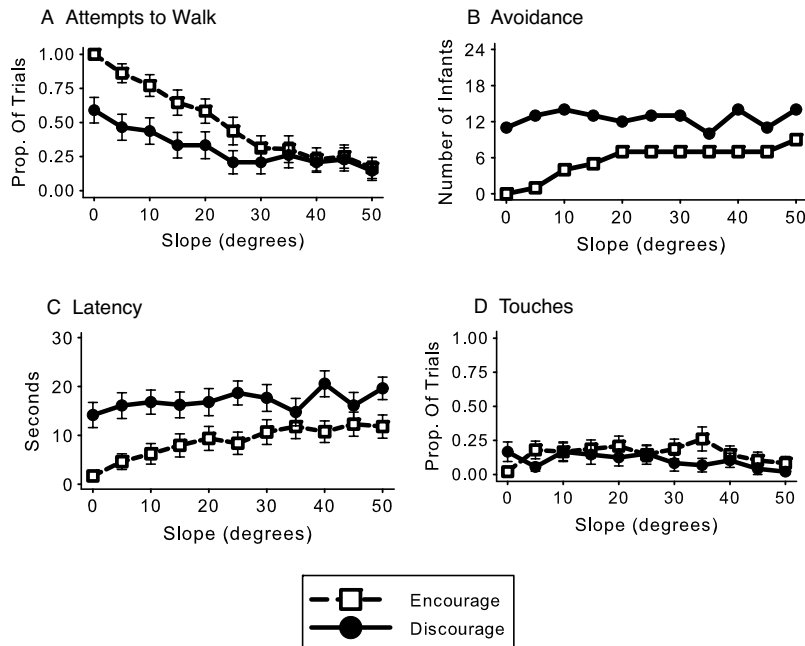 A Attempts to Walk
1.00
0.75
0.50
0.25
0.00
Prop. Of Trials
0 10 20 30 40 50
Slope (degrees)
B Avoidance
24
18
12
6
0
Number of Infants
0 10 20 30 40 50
Slope (degrees)
C Latency
30
20
10
0
Seconds
0 10 20 30 40 50
Slope (degrees)
D Touches
1.00
0.75
0.50
0.25
0.00
Prop. Of Trials
0 10 20 30 40 50
Slope (degrees)
Encourage
Discourage